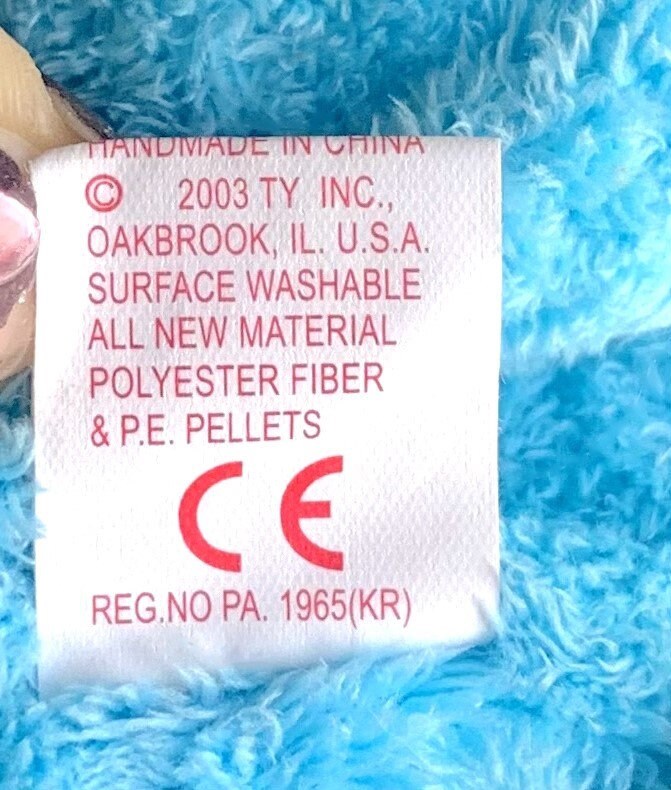 HANDMADE IN CHINA
© 2003 TY INC.,
OAKBROOK, IL. U.S.A.
SURFACE WASHABLE
ALL NEW MATERIAL
POLYESTER FIBER
& P.E. PELLETS
CE
REG.NO PA. 1965(KR)